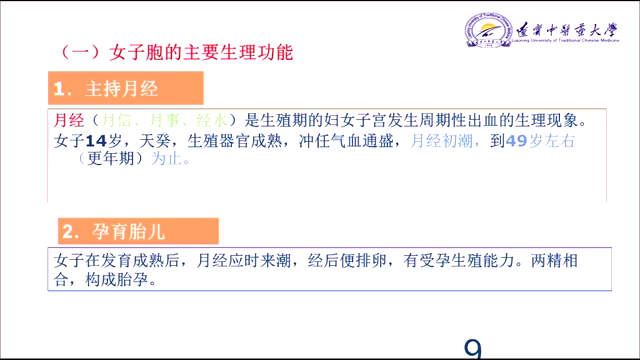 遼寧中醫藥大學
Liaoning University of Traditional Chinese Medicine
（一）女子胞的主要生理功能
1．主持月经
月经（月信、月事、经水）是生殖期的妇女子宫发生周期性出血的生理现象。
女子14岁，天癸，生殖器官成熟，冲任气血通盛，月经初潮，到49岁左右
（更年期）为止。
2．孕育胎儿
女子在发育成熟后，月经应时来潮，经后便排卵，有受孕生殖能力。两精相
合，构成胎孕。
9